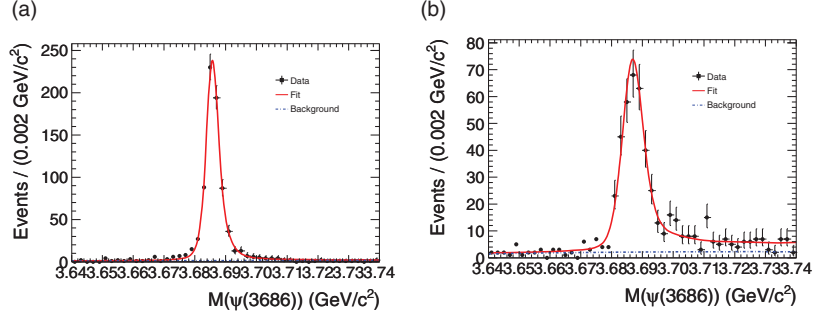 (a)
(b)
Events / (0.002 GeV/c²)
250
200
150
100
50
0
Data
Fit
Background
3.643.653.663.673.683.693.703.713.723.733.74
M(ψ(3686)) (GeV/c²)
Events / (0.002 GeV/c²)
80
70
60
50
40
30
20
10
0
Data
Fit
Background
3.643.653.663.673.683.693.703.713.723.733.74
M(ψ(3686)) (GeV/c²)